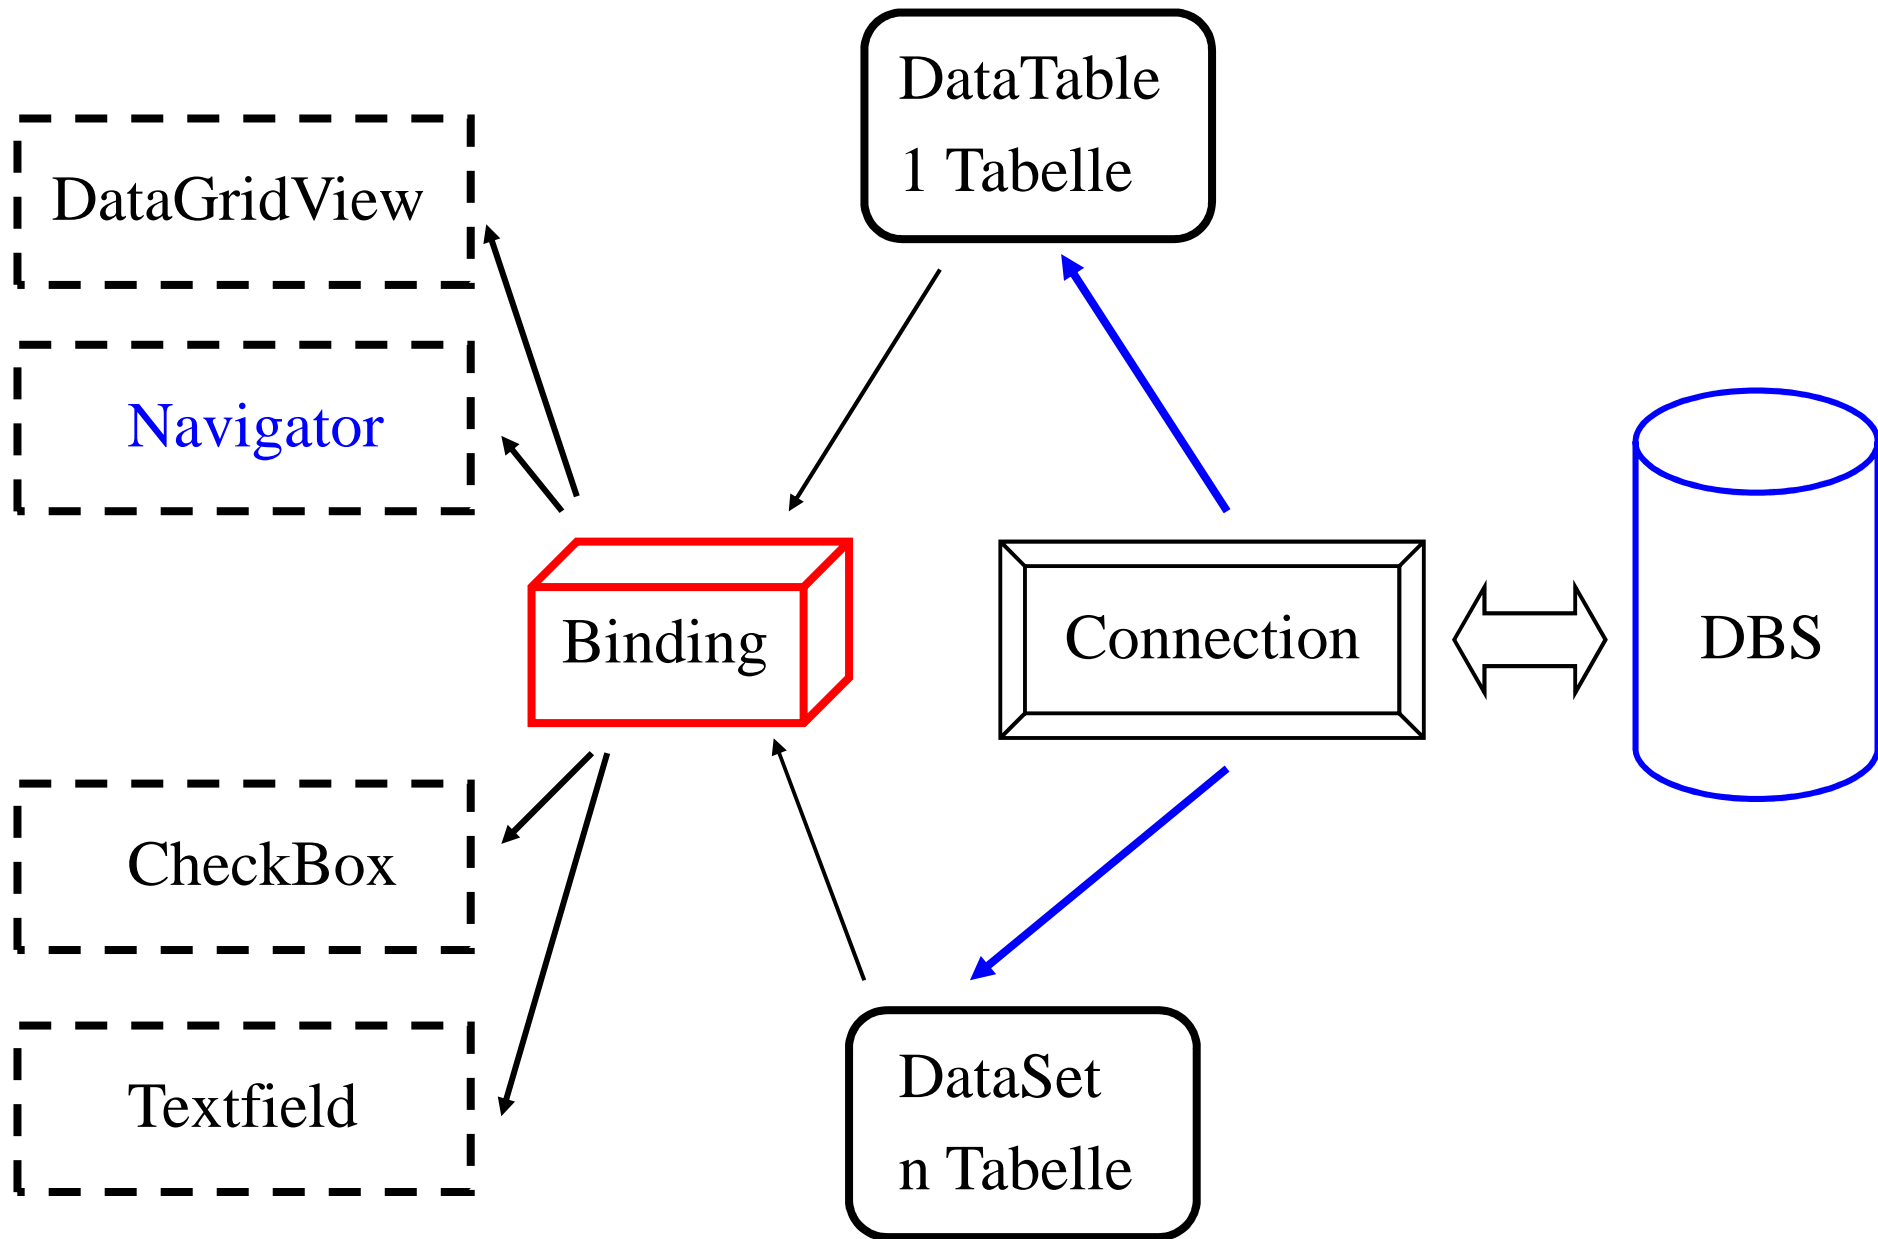 DataTable
1 Tabelle
DataGridView
Navigator
Binding
Connection
DBS
CheckBox
Textfield
DataSet
n Tabelle